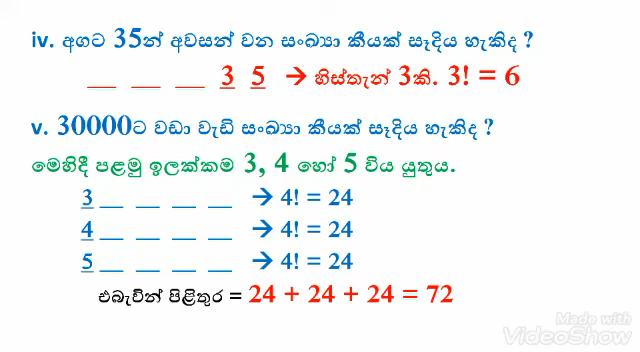 iv. අගට 35න් අවසන් වන සංඛ්‍යා කීයක් සෑදිය හැකිද ?
__ __ __ 3 5 → හිස්තැන් 3කි. 3! = 6
v. 30000ට වඩා වැඩි සංඛ්‍යා කීයක් සෑදිය හැකිද ?
මෙහිදී පළමු ඉලක්කම 3, 4 හෝ 5 විය යුතුය.
3 __ __ __ __ → 4! = 24
4 __ __ __ __ → 4! = 24
5 __ __ __ __ → 4! = 24
එබැවින් පිළිතුර = 24 + 24 + 24 = 72
Made with
VideoShow